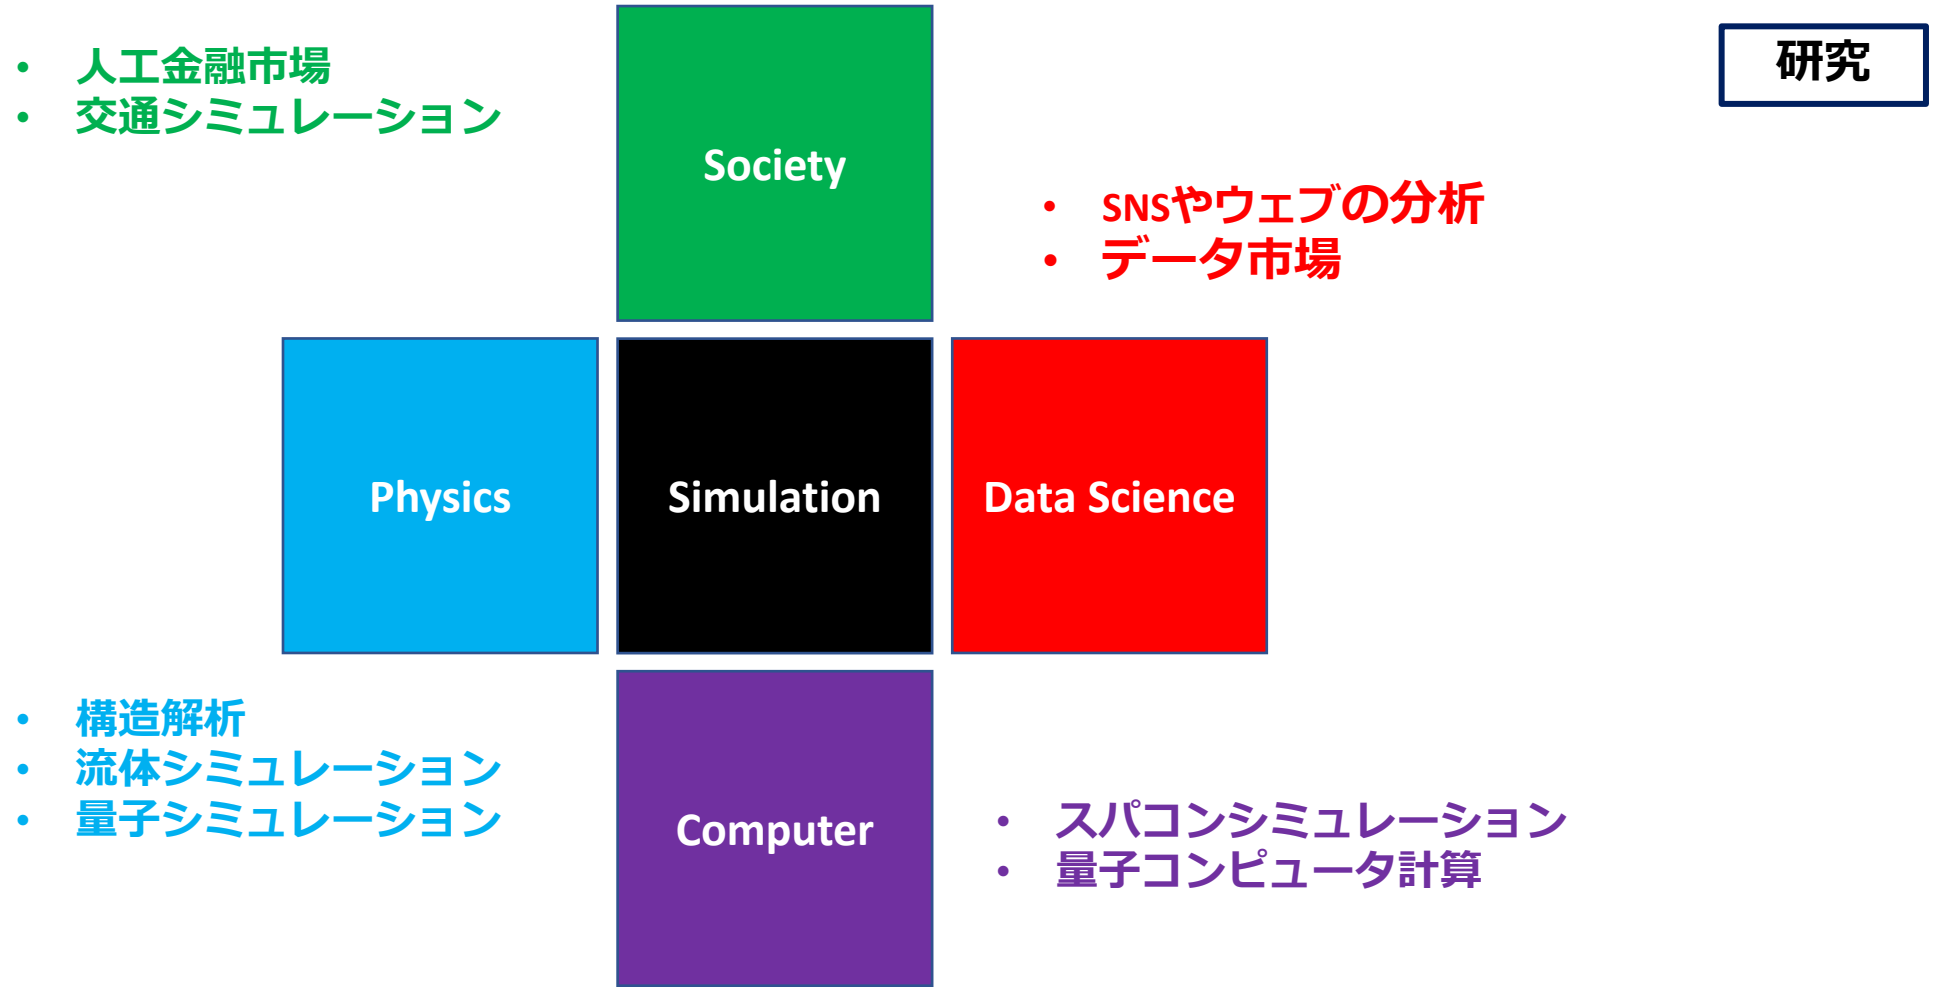 研究
• 人工金融市場
• 交通シミュレーション
Society
• SNSやウェブの分析
• データ市場
Physics
Simulation
Data Science
• 構造解析
• 流体シミュレーション
• 量子シミュレーション
Computer
• スパコンシミュレーション
• 量子コンピュータ計算